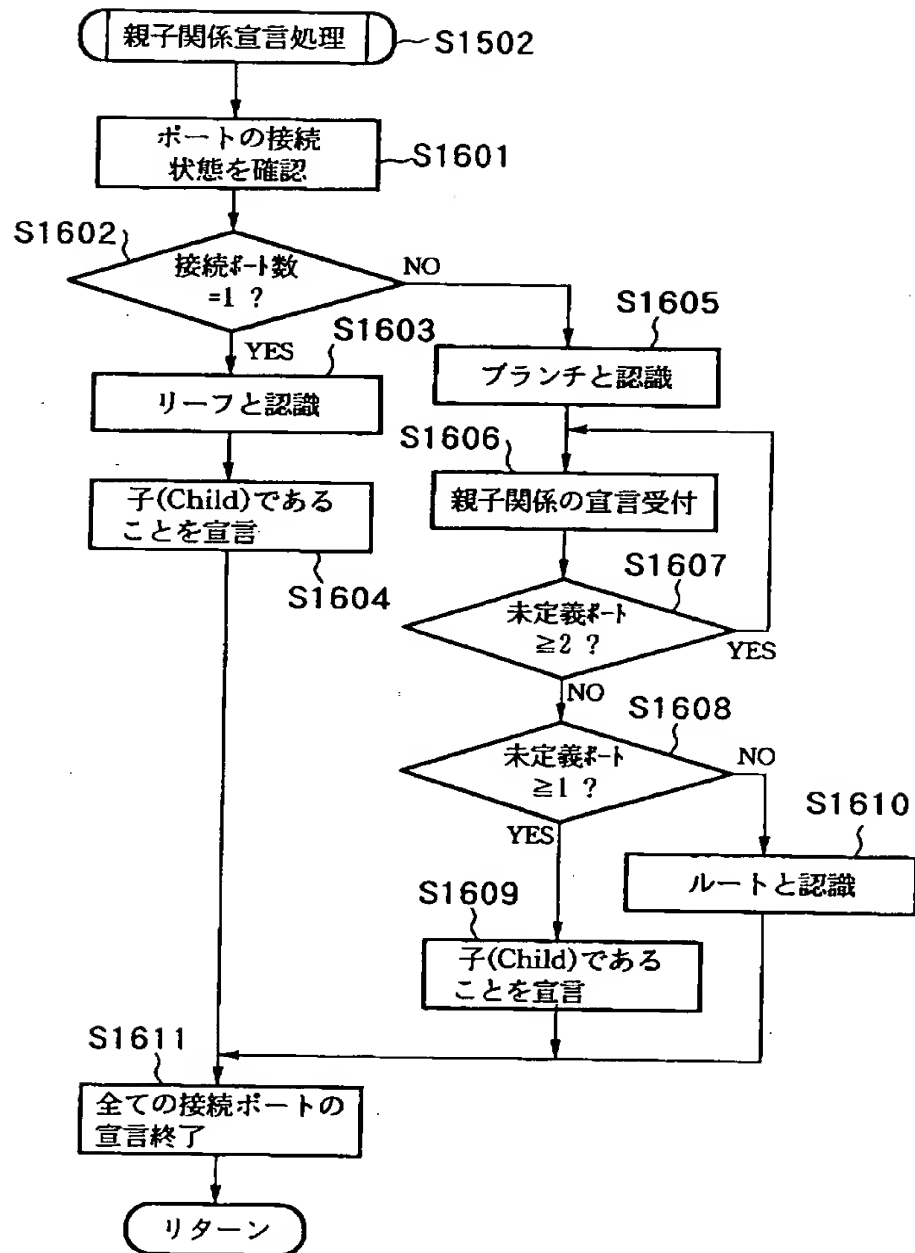 親子関係宣言処理
S1502
ポートの接続
状態を確認
S1601
S1602
接続ポート数
=1 ?
NO
YES
S1603
リーフと認識
子(Child)である
ことを宣言
S1604
S1605
ブランチと認識
S1606
親子関係の宣言受付
S1607
未定義ポート
≧2 ?
YES
NO
S1608
未定義ポート
≧1 ?
NO
YES
S1610
ルートと認識
S1609
子(Child)である
ことを宣言
S1611
全ての接続ポートの
宣言終了
リターン